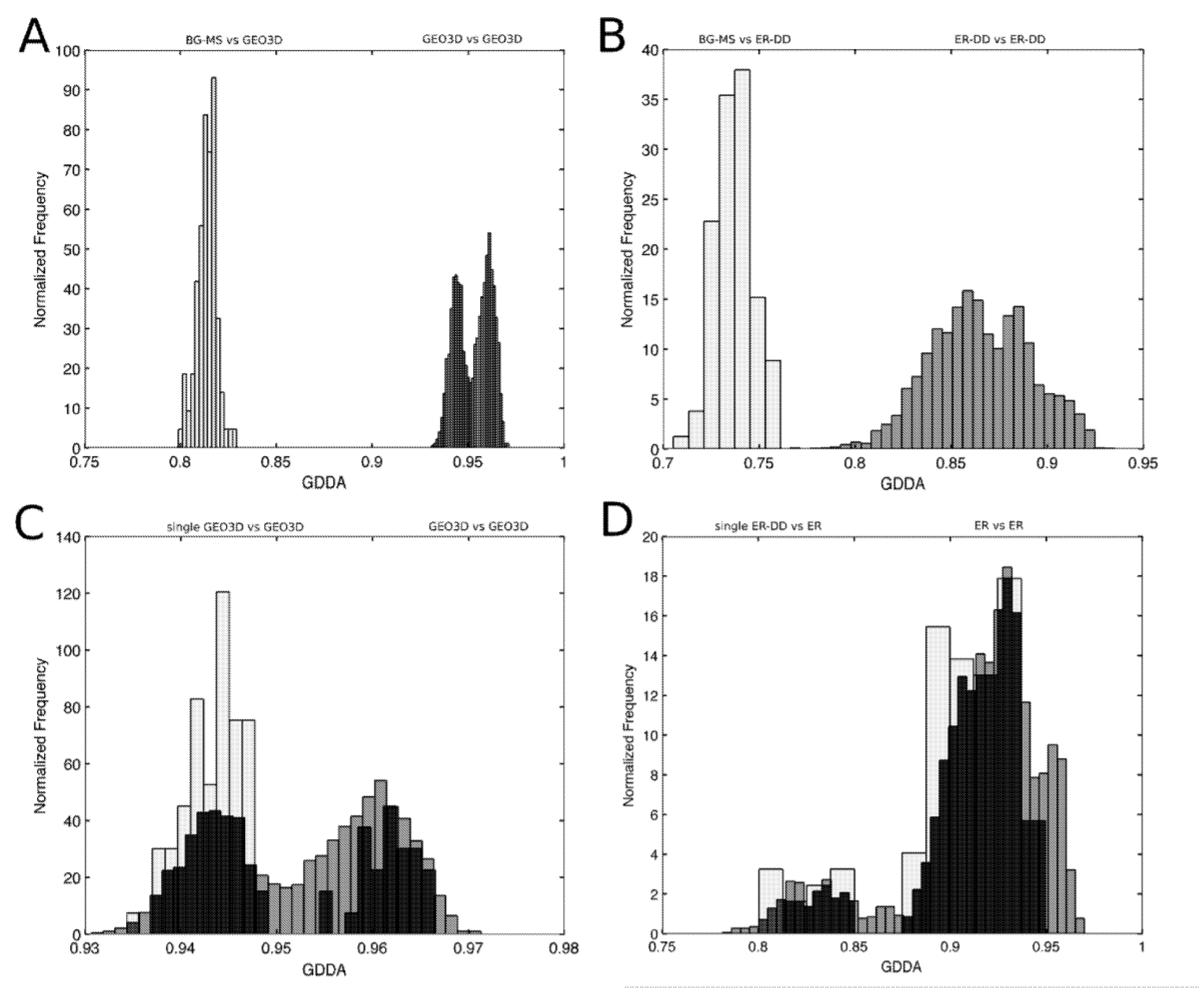 A
BG-MS vs GEO3D GEO3D vs GEO3D
100
90
80
70
60
50
40
30
20
10
0
Normalized Frequency
0.75 0.8 0.85 0.9 0.95 1
GDDA
B
BG-MS vs ER-DD ER-DD vs ER-DD
40
35
30
25
20
15
10
5
0
Normalized Frequency
0.7 0.75 0.8 0.85 0.9 0.95
GDDA
C
single GEO3D vs GEO3D GEO3D vs GEO3D
140
120
100
80
60
40
20
0
Normalized Frequency
0.93 0.94 0.95 0.96 0.97 0.98
GDDA
D
single ER-DD vs ER ER vs ER
20
18
16
14
12
10
8
6
4
2
0
Normalized Frequency
0.75 0.8 0.85 0.9 0.95 1
GDDA